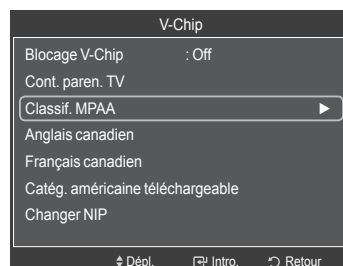 V-Chip
Blocage V-Chip : Off
Cont. paren. TV
Classif. MPAA
Anglais canadien
Français canadien
Catég. américaine téléchargeable
Changer NIP
Dépl. Intro. Retour